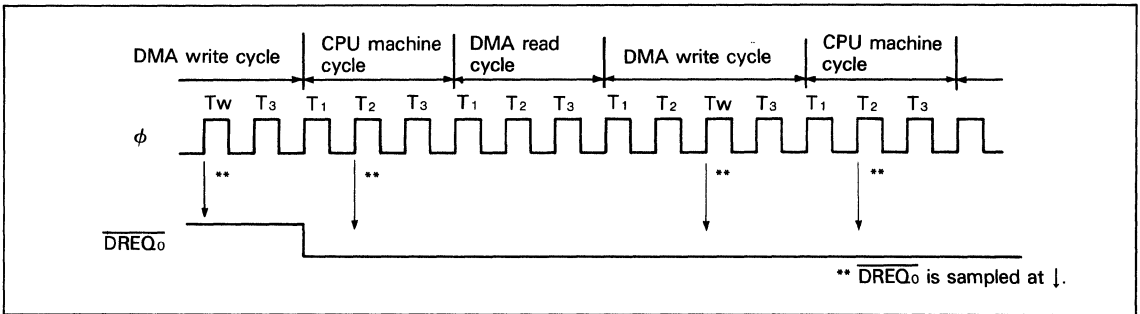 DMA write cycle CPU machine cycle DMA read cycle DMA write cycle CPU machine cycle
Tw T3 T1 T2 T3 T1 T2 T3 T1 T2 Tw T3 T1 T2 T3
φ
** ** ** **
DREQ0
** DREQ0 is sampled at ↓.